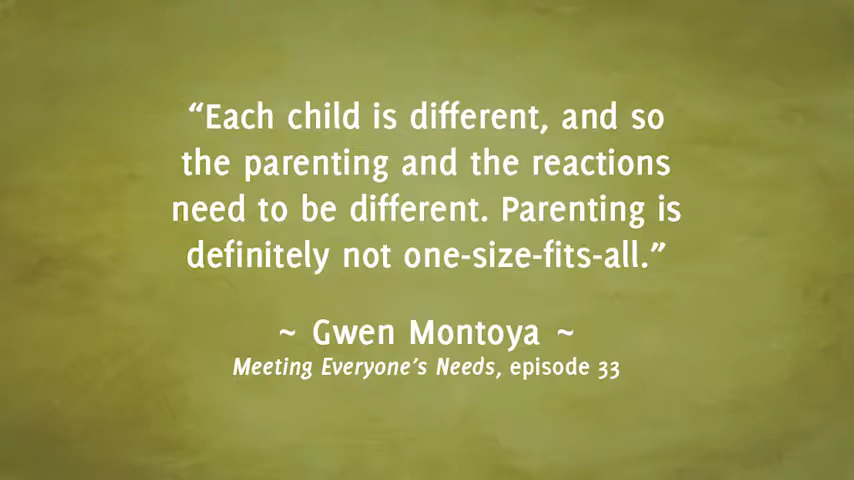 “Each child is different, and so
the parenting and the reactions
need to be different. Parenting is
definitely not one-size-fits-all.”
~ Gwen Montoya ~
Meeting Everyone’s Needs, episode 33